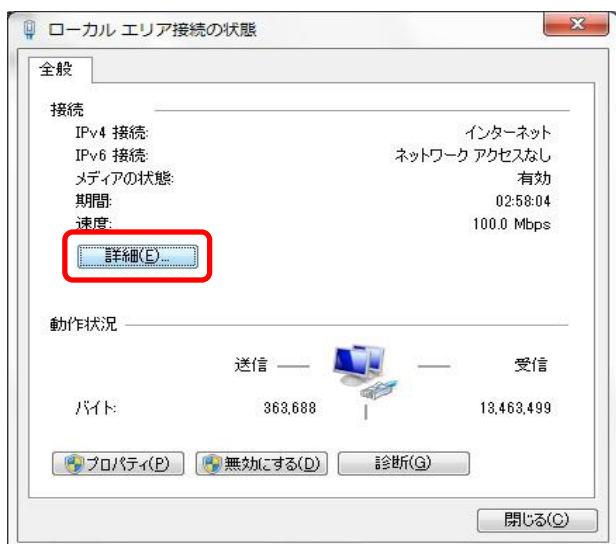 ローカル エリア接続の状態
全般
接続
IPv4 接続: インターネット
IPv6 接続: ネットワーク アクセスなし
メディアの状態: 有効
期間: 02:58:04
速度: 100.0 Mbps
詳細(E)...
動作状況
送信 受信
バイト: 363,688 13,463,499
プロパティ(P) 無効にする(D) 診断(G)
閉じる(C)